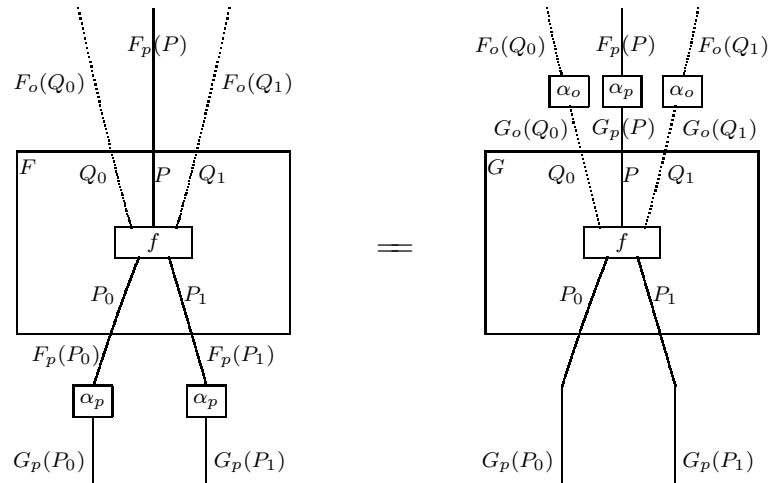 F_p(P)
F_o(Q_0) F_o(Q_1)
F
Q_0 P Q_1
f
P_0 P_1
F_p(P_0) F_p(P_1)
α_p α_p
G_p(P_0) G_p(P_1)
=
F_o(Q_0) F_p(P) F_o(Q_1)
α_o α_p α_o
G_o(Q_0) G_p(P) G_o(Q_1)
G
Q_0 P Q_1
f
P_0 P_1
G_p(P_0) G_p(P_1)